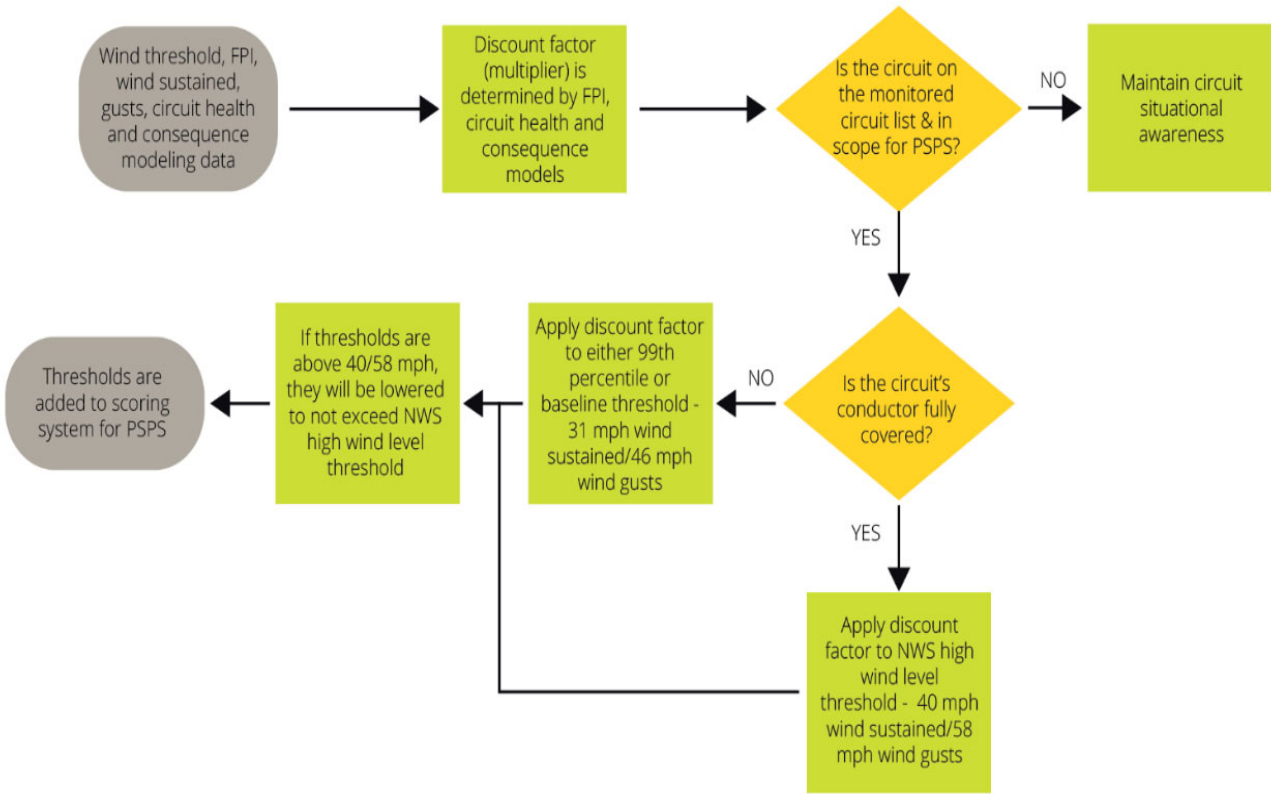 Wind threshold, FPI,
wind sustained,
gusts, circuit health
and consequence
modeling data
Discount factor
(multiplier) is
determined by FPI,
circuit health and
consequence
models
Is the circuit on
the monitored
circuit list & in
scope for PSPS?
NO
Maintain circuit
situational
awareness
YES
Is the circuit’s
conductor fully
covered?
NO
Apply discount factor
to either 99th
percentile or
baseline threshold -
31 mph wind
sustained/46 mph
wind gusts
If thresholds are
above 40/58 mph,
they will be lowered
to not exceed NWS
high wind level
threshold
Thresholds are
added to scoring
system for PSPS
YES
Apply discount
factor to NWS high
wind level
threshold - 40 mph
wind sustained/58
mph wind gusts